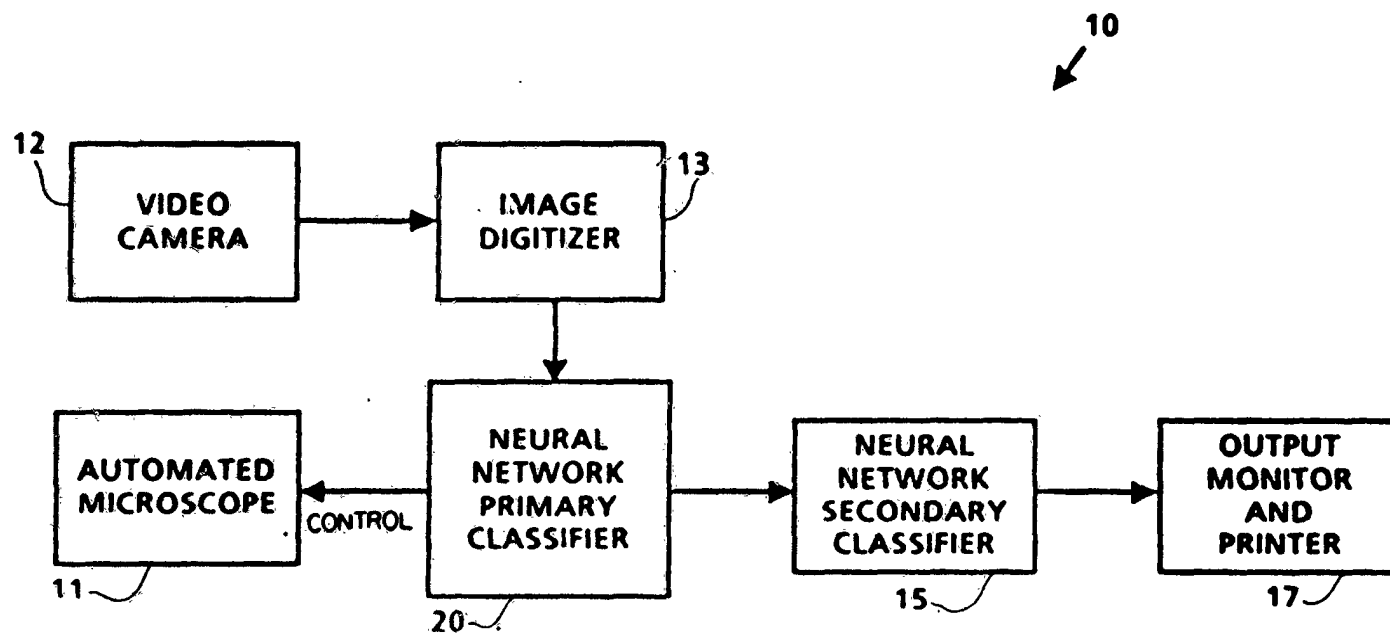 10
12
VIDEO
CAMERA
IMAGE
DIGITIZER
13
AUTOMATED
MICROSCOPE
CONTROL
NEURAL
NETWORK
PRIMARY
CLASSIFIER
NEURAL
NETWORK
SECONDARY
CLASSIFIER
OUTPUT
MONITOR
AND
PRINTER
11
20
15
17